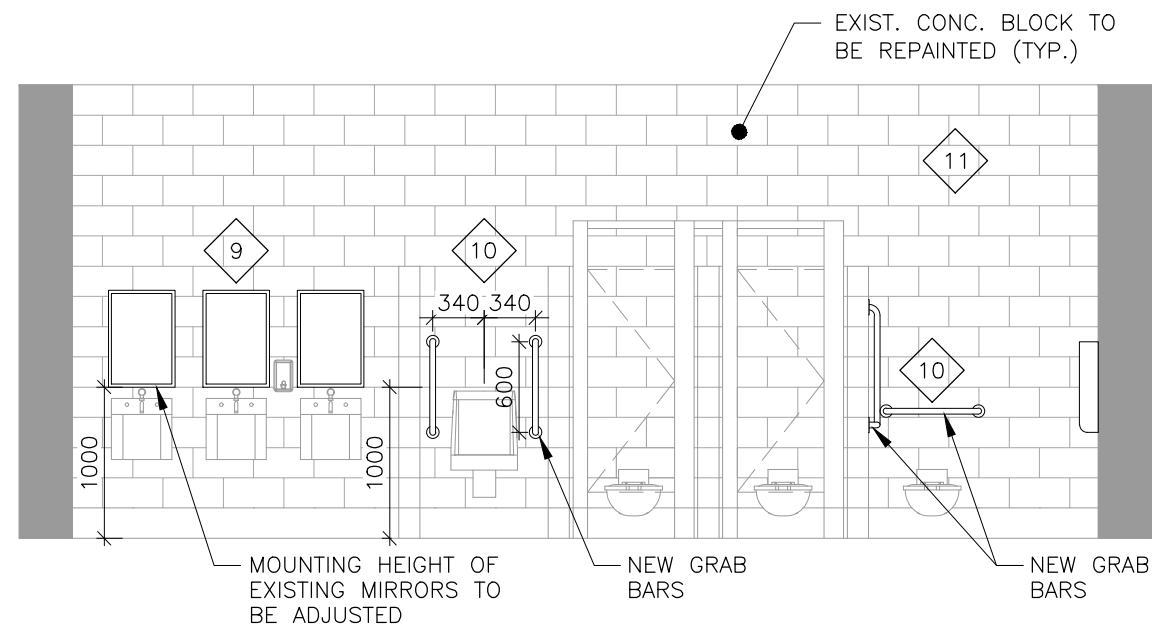 EXIST. CONC. BLOCK TO
BE REPAINTED (TYP.)
11
9
10
340 340
600
10
1000
1000
MOUNTING HEIGHT OF
EXISTING MIRRORS TO
BE ADJUSTED
NEW GRAB
BARS
NEW GRAB
BARS